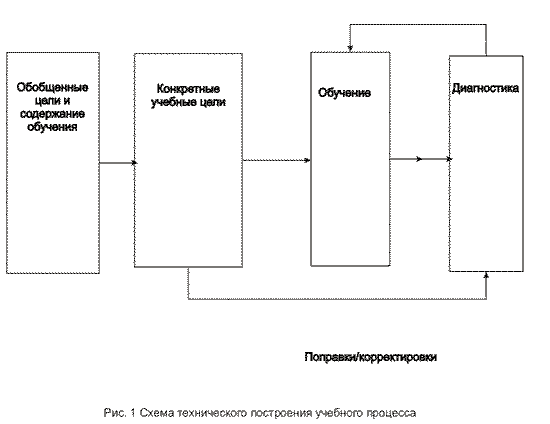 Обобщенные
цели и
содержание
обучения
Конкретные
учебные цели
Обучение
Диагностика
Поправки/корректировки
Рис. 1 Схема технического построения учебного процесса